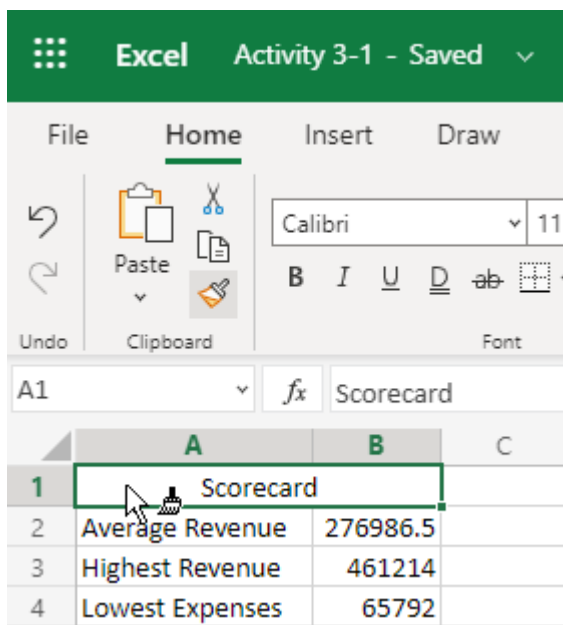 Excel Activity 3-1 - Saved
File Home Insert Draw
Calibri 11
Paste
B I U D ab
Undo Clipboard Font
A1 fx Scorecard
A B C
1 Scorecard
2 Average Revenue 276986.5
3 Highest Revenue 461214
4 Lowest Expenses 65792